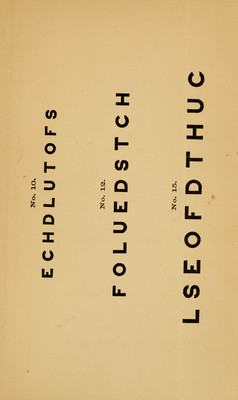 No. 10.
ECHDLUTOFS
No. 12.
FOLUEDSTCH
No. 15.
LSEOFDTHUC